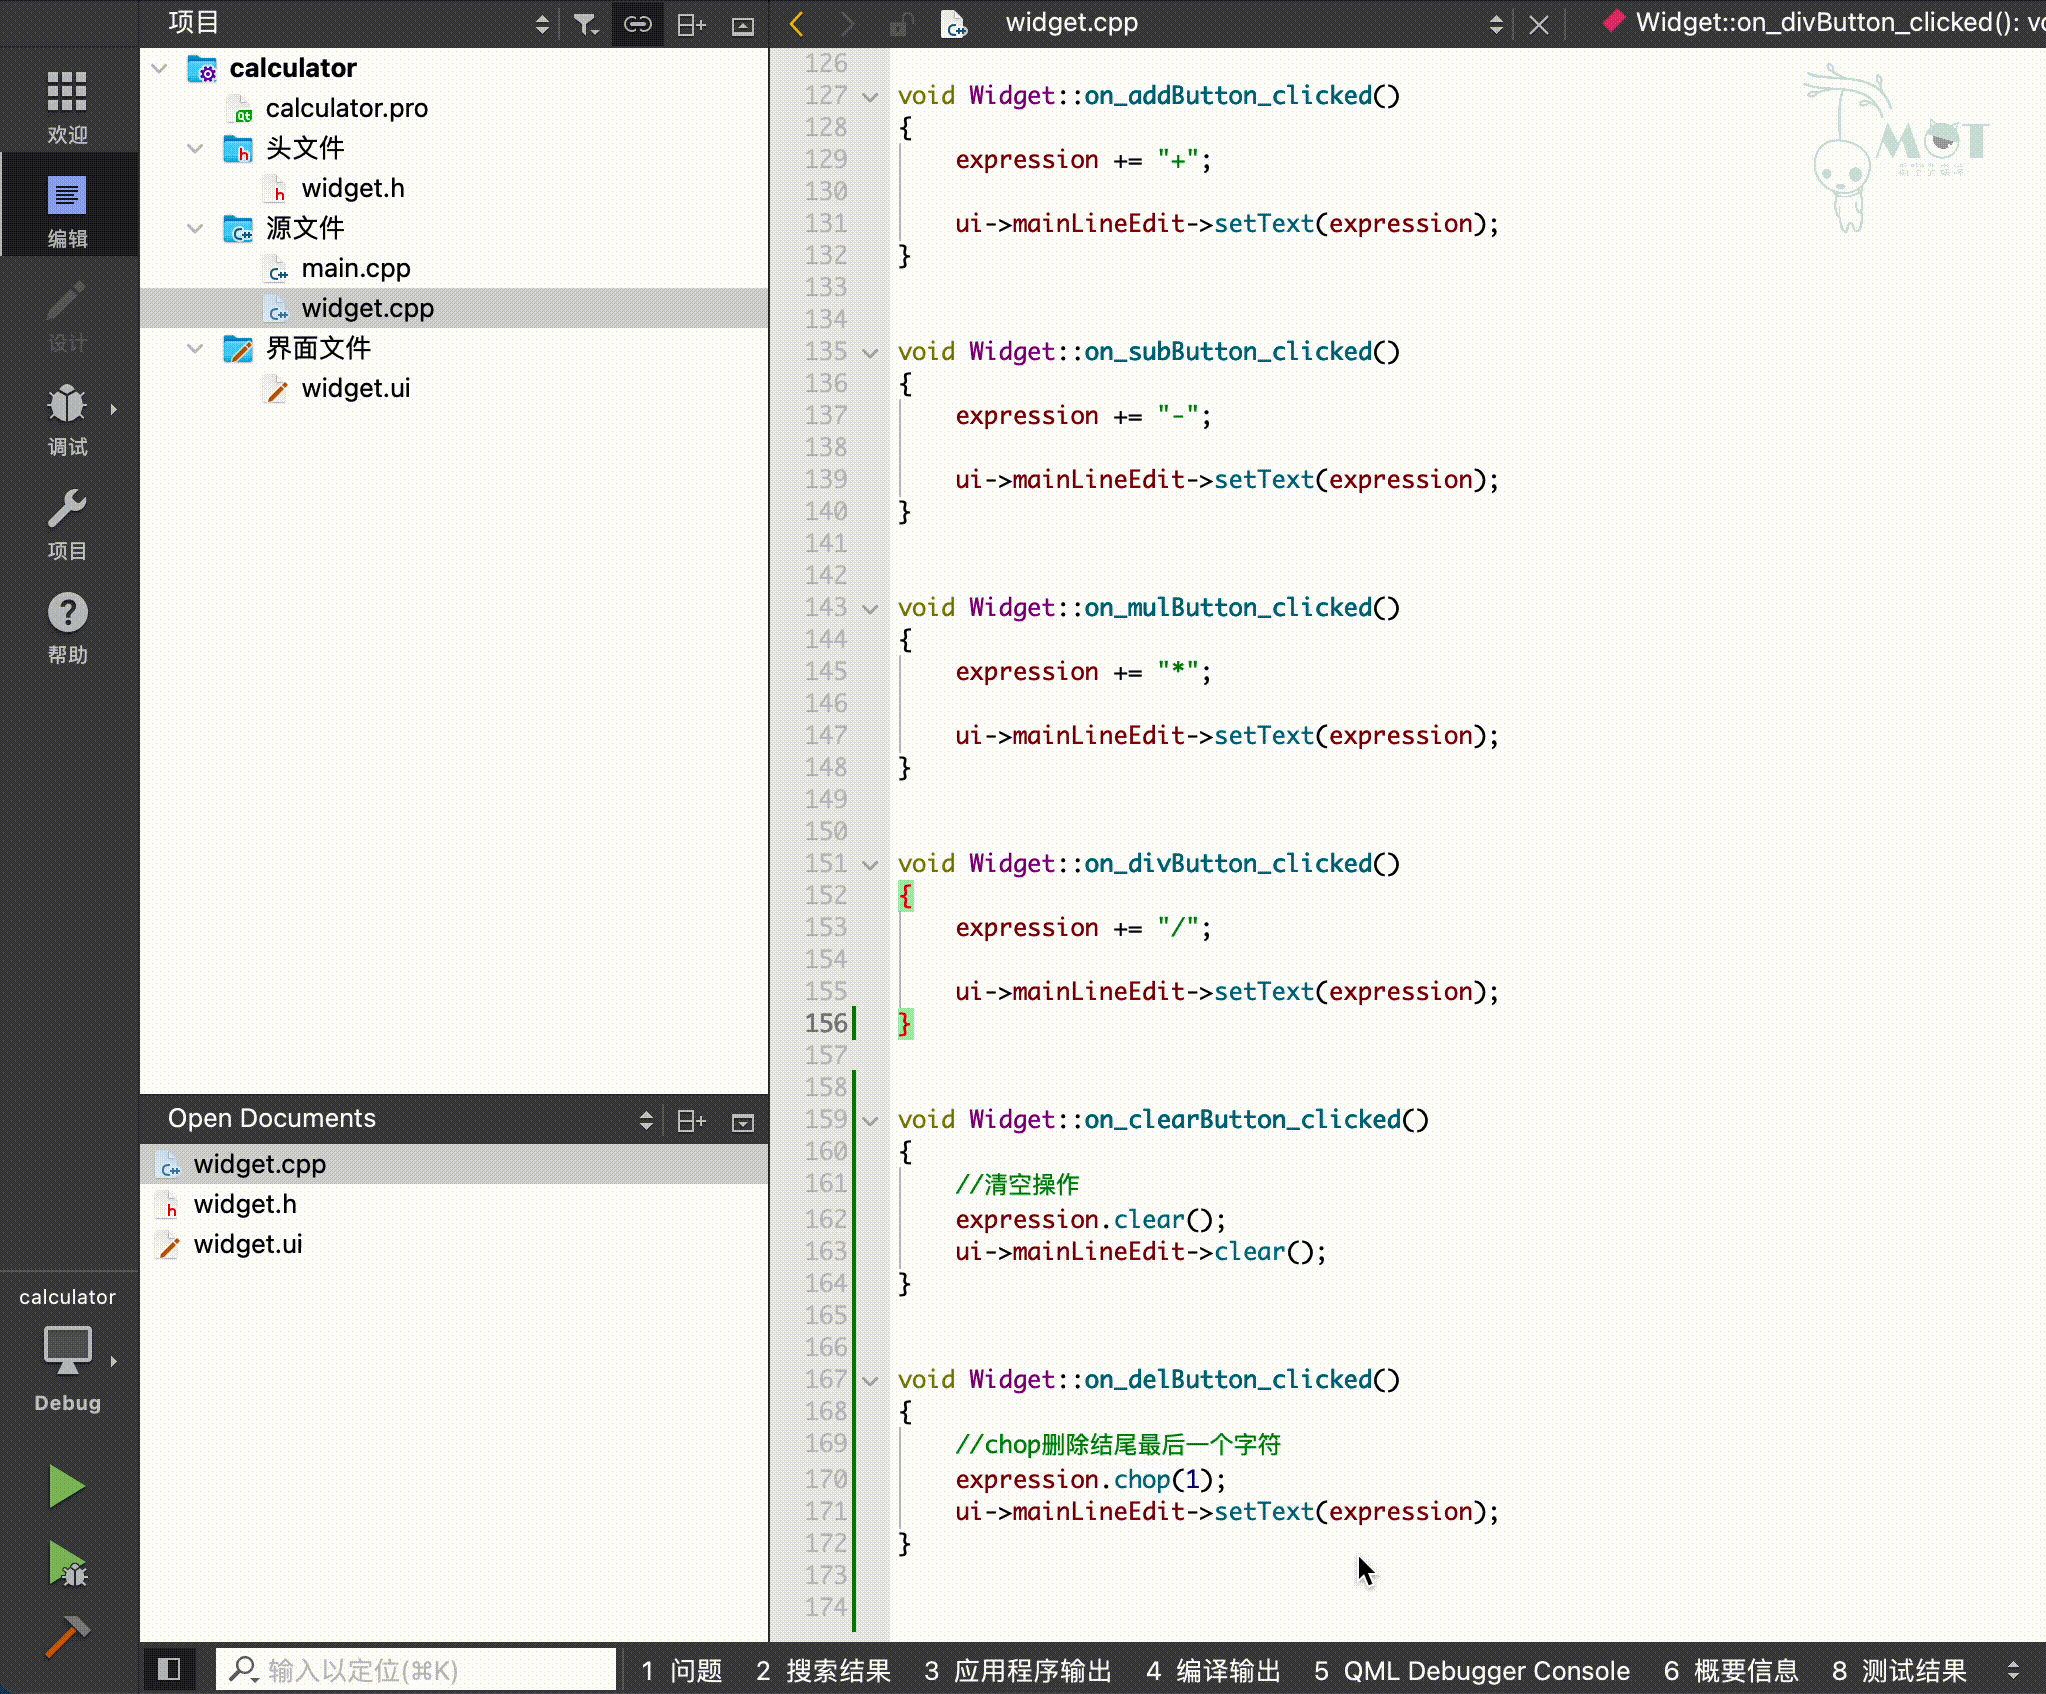 项目
widget.cpp
Widget::on_divButton_clicked(): vo
欢迎
编辑
设计
调试
项目
帮助
calculator
Debug
calculator
calculator.pro
头文件
widget.h
源文件
main.cpp
widget.cpp
界面文件
widget.ui
Open Documents
widget.cpp
widget.h
widget.ui
MOT
126
127 void Widget::on_addButton_clicked()
128 {
129 expression += "+";
130
131 ui->mainLineEdit->setText(expression);
132 }
133
134
135 void Widget::on_subButton_clicked()
136 {
137 expression += "-";
138
139 ui->mainLineEdit->setText(expression);
140 }
141
142
143 void Widget::on_mulButton_clicked()
144 {
145 expression += "*";
146
147 ui->mainLineEdit->setText(expression);
148 }
149
150
151 void Widget::on_divButton_clicked()
152 {
153 expression += "/";
154
155 ui->mainLineEdit->setText(expression);
156 }
157
158
159 void Widget::on_clearButton_clicked()
160 {
161 //清空操作
162 expression.clear();
163 ui->mainLineEdit->clear();
164 }
165
166
167 void Widget::on_delButton_clicked()
168 {
169 //chop删除结尾最后一个字符
170 expression.chop(1);
171 ui->mainLineEdit->setText(expression);
172 }
173
174
输入以定位(⌘K)
1 问题 2 搜索结果 3 应用程序输出 4 编译输出 5 QML Debugger Console 6 概要信息 8 测试结果